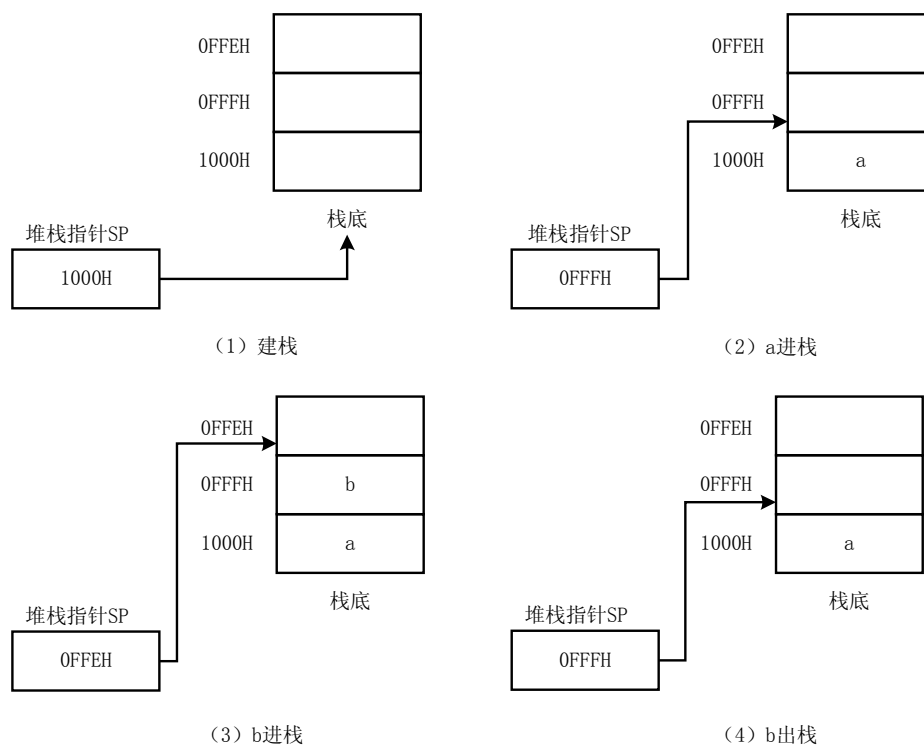 0FFEH
0FFFH
1000H
栈底
堆栈指针SP
1000H
（1）建栈
0FFEH
0FFFH
1000H
a
栈底
堆栈指针SP
0FFFH
（2）a进栈
0FFEH
0FFFH
b
1000H
a
栈底
堆栈指针SP
0FFEH
（3）b进栈
0FFEH
0FFFH
1000H
a
栈底
堆栈指针SP
0FFFH
（4）b出栈